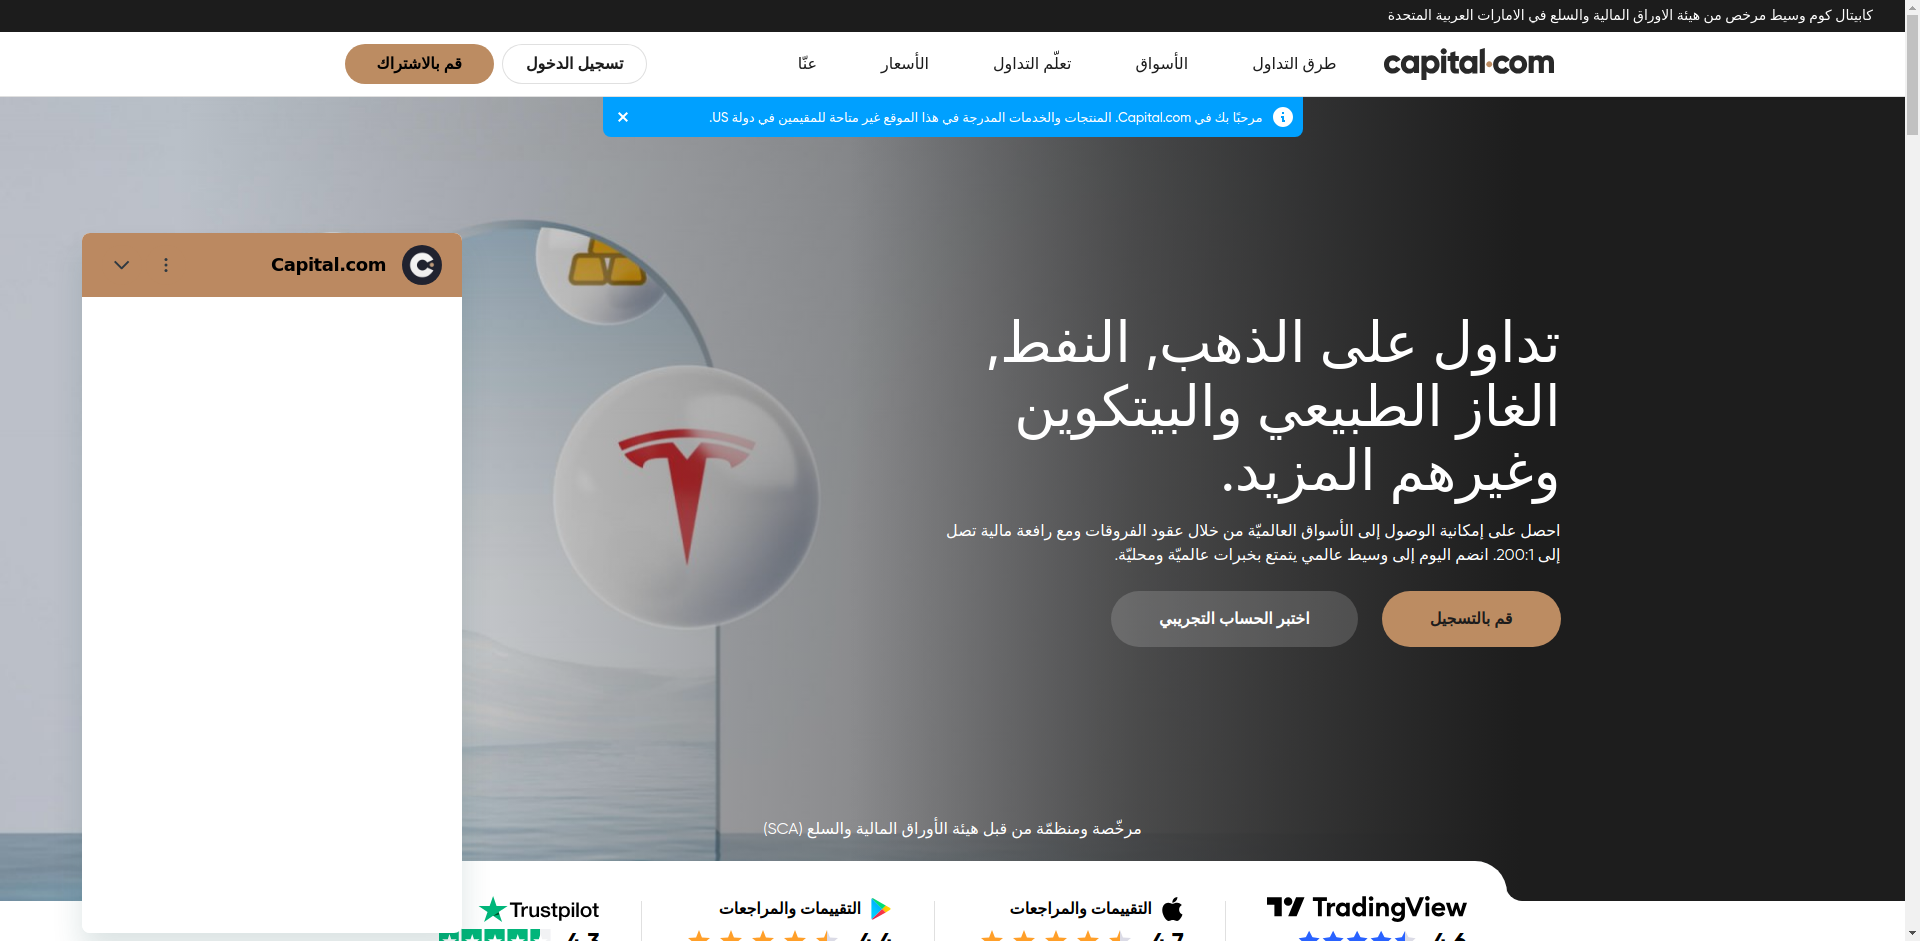 كابيتال كوم وسيط مرخص من هيئة الاوراق المالية والسلع في الامارات العربية المتحدة
capital.com
طرق التداول
الأسواق
تعلّم التداول
الأسعار
عنّا
تسجيل الدخول
قم بالاشتراك
مرحبًا بك في Capital.com. المنتجات والخدمات المدرجة في هذا الموقع غير متاحة للمقيمين في دولة US.
Capital.com
تداول على الذهب, النفط,
الغاز الطبيعي والبيتكوين
وغيرهم المزيد.
احصل على إمكانية الوصول إلى الأسواق العالميّة من خلال عقود الفروقات ومع رافعة مالية تصل
إلى 200:1. انضم اليوم إلى وسيط عالمي يتمتع بخبرات عالميّة ومحليّة.
قم بالتسجيل
اختبر الحساب التجريبي
مرخّصة ومنظمّة من قبل هيئة الأوراق المالية والسلع (SCA)
TradingView
4.6
التقييمات والمراجعات
4.7
التقييمات والمراجعات
4.4
Trustpilot
4.3